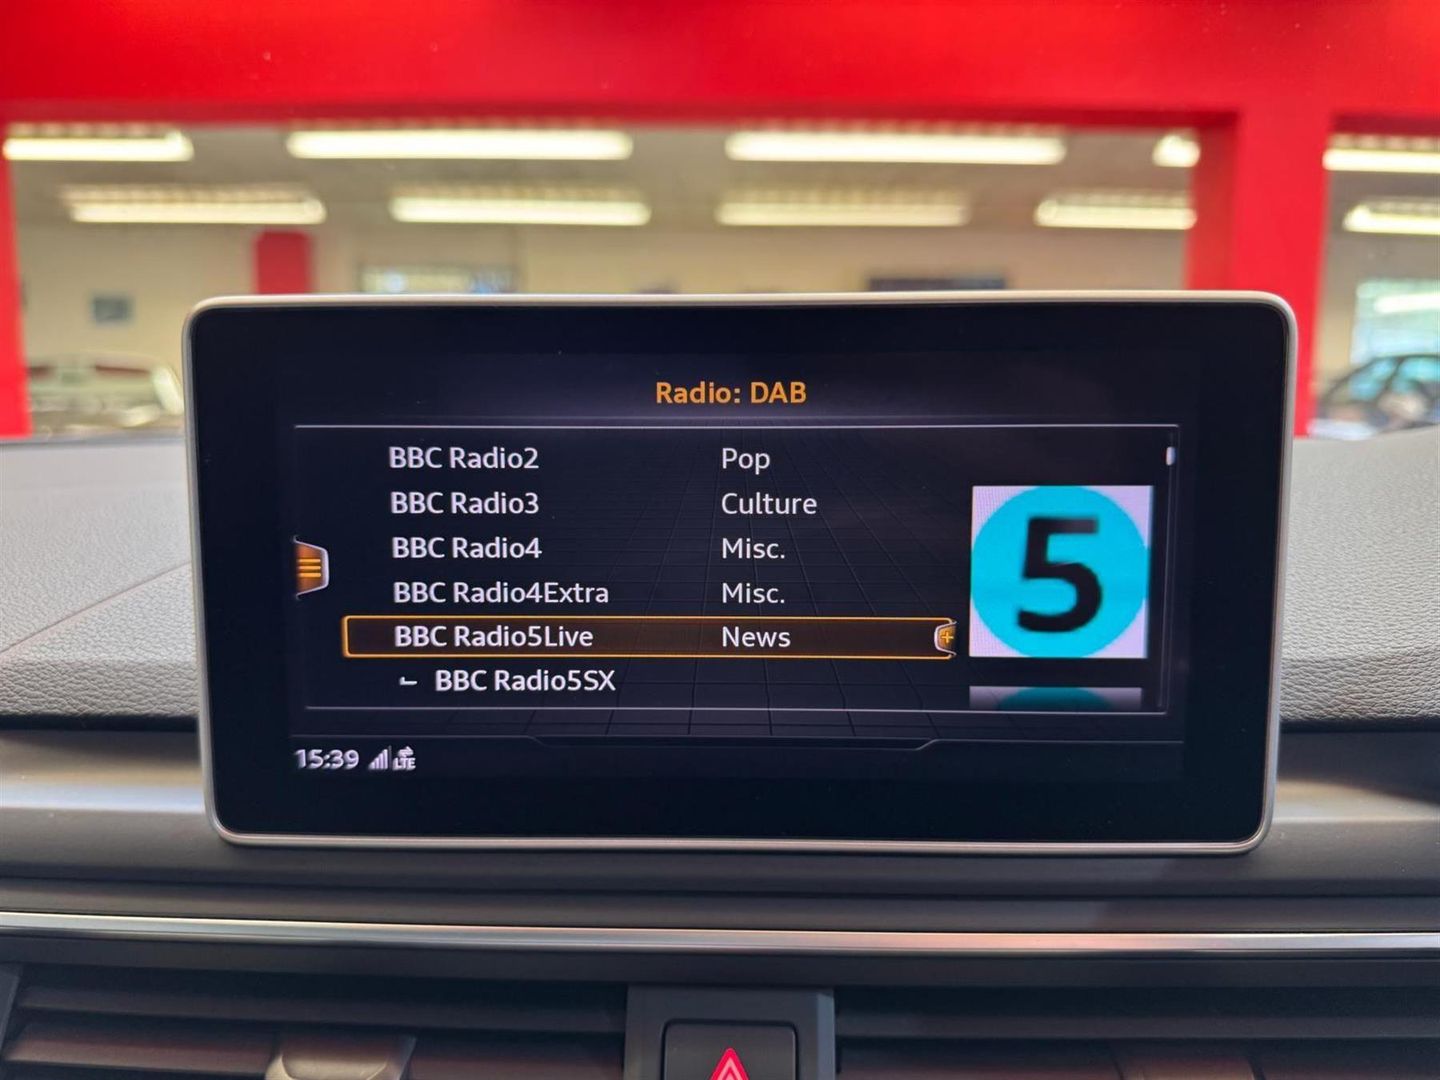 Radio: DAB
BBC Radio2 Pop
BBC Radio3 Culture
BBC Radio4 Misc.
BBC Radio4Extra Misc.
BBC Radio5Live News
BBC Radio5SX
5
15:39 LTE